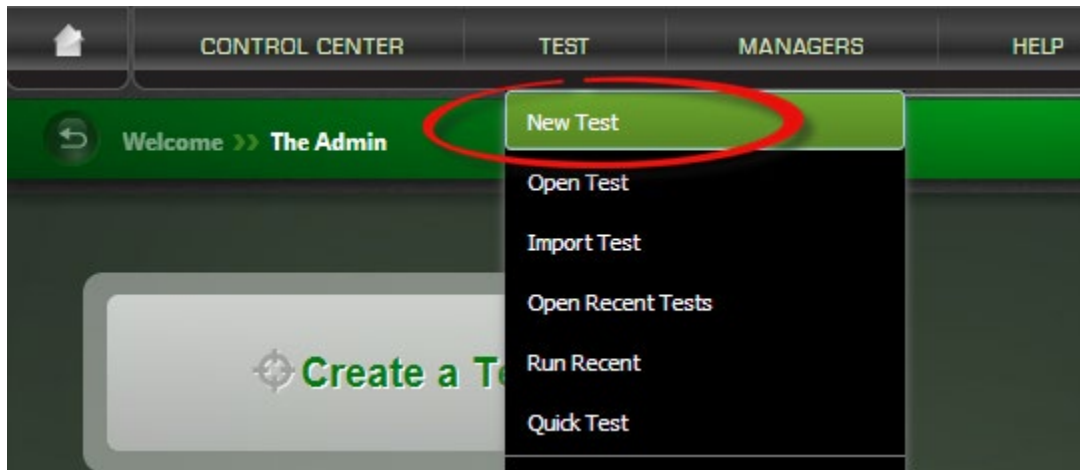 CONTROL CENTER TEST MANAGERS HELP
Welcome >> The Admin
New Test
Open Test
Import Test
Open Recent Tests
Run Recent
Quick Test
Create a